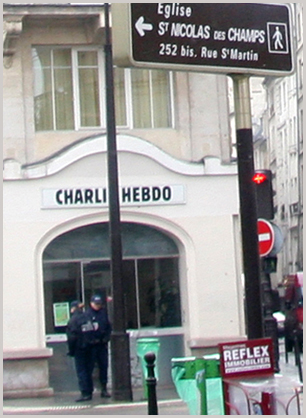 Eglise
St NICOLAS DES CHAMPS
252 bis. Rue St Martin
CHARLIE HEBDO
REFLEX
IMMOBILIER